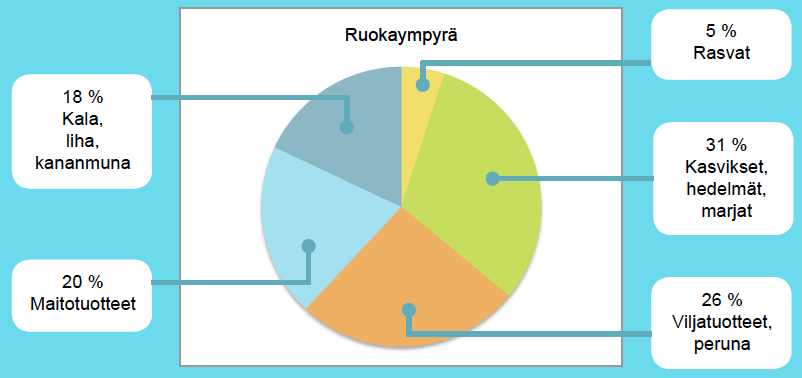 Ruokaympyrä
5 %
Rasvat
31 %
Kasvikset,
hedelmät,
marjat
26 %
Viljatuotteet,
peruna
20 %
Maitotuotteet
18 %
Kala,
liha,
kananmuna